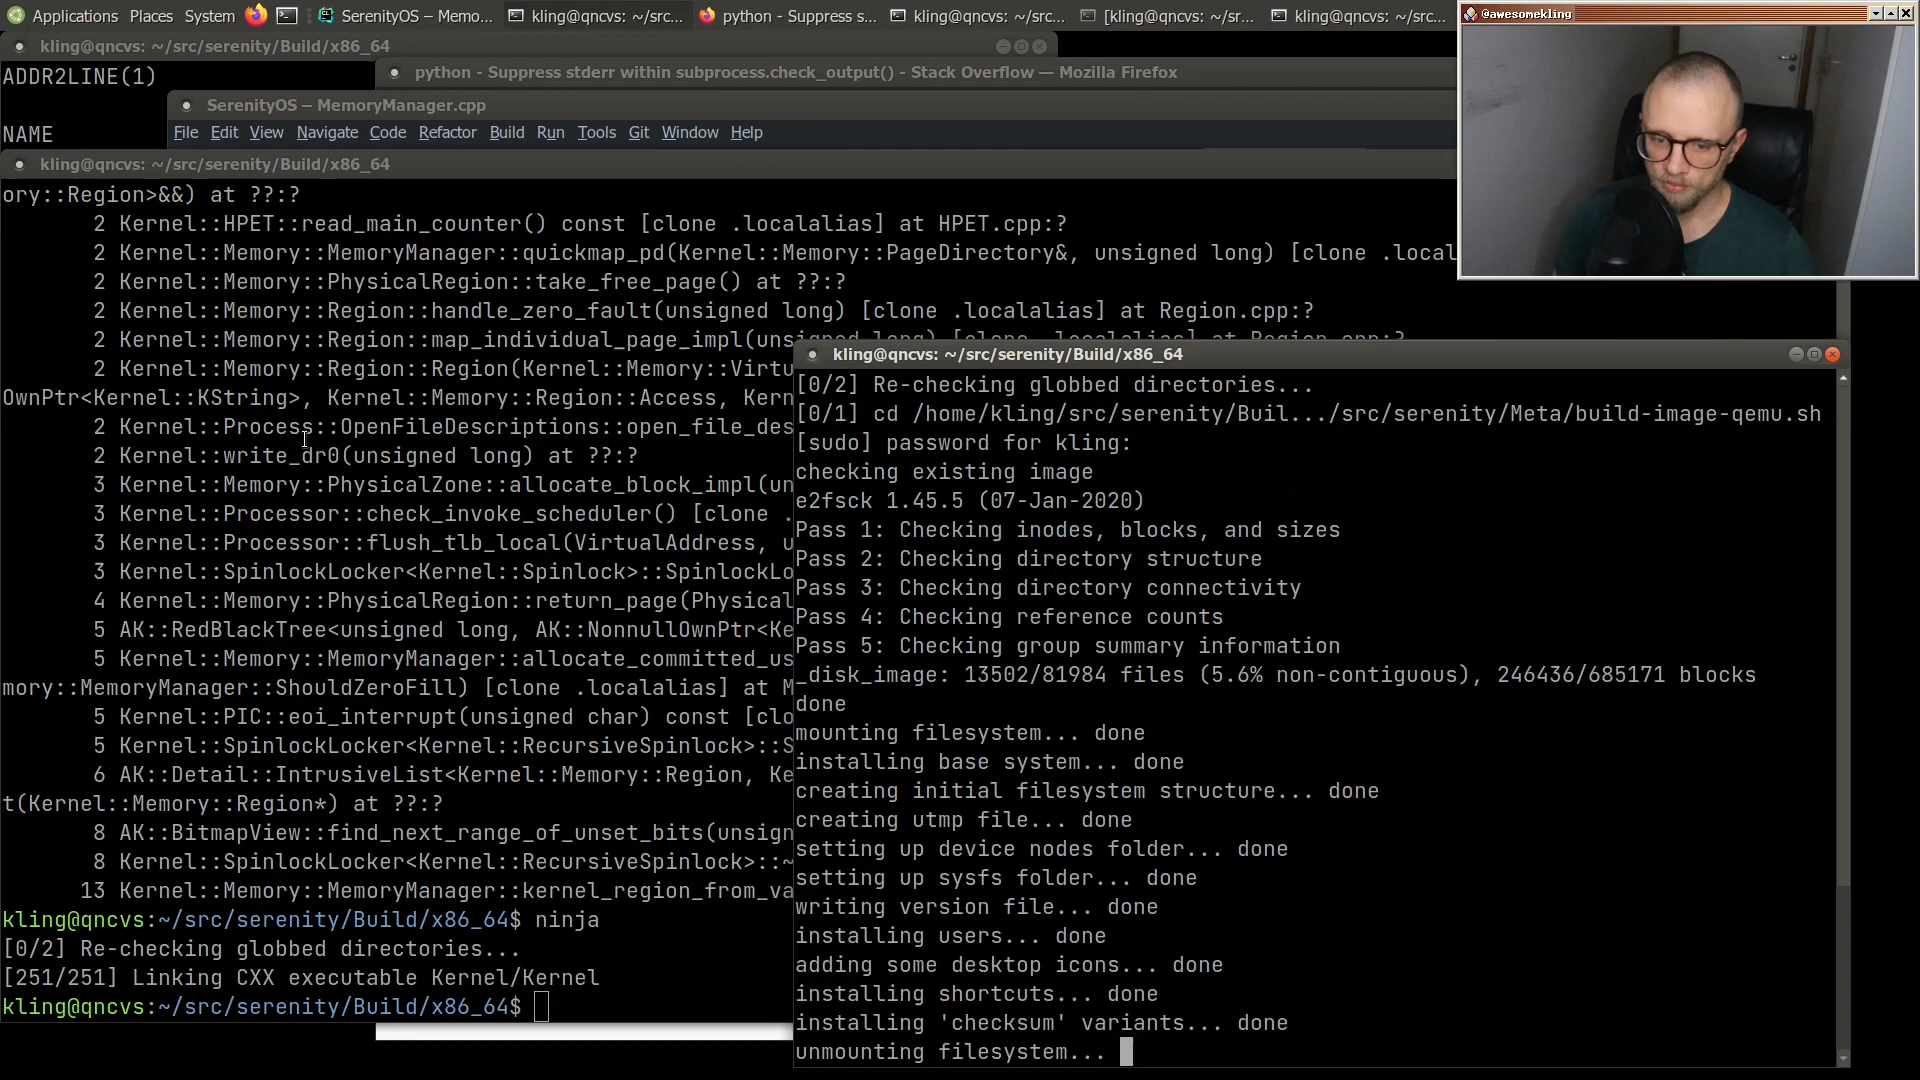 Applications Places System SerenityOS – Memo... kling@qncvs: ~/src... python - Suppress s... kling@qncvs: ~/src... [kling@qncvs: ~/sr... kling@qncvs: ~/src...
@awesomekling
kling@qncvs: ~/src/serenity/Build/x86_64
ADDR2LINE(1)
python - Suppress stderr within subprocess.check_output() - Stack Overflow — Mozilla Firefox
SerenityOS – MemoryManager.cpp
NAME
File Edit View Navigate Code Refactor Build Run Tools Git Window Help
kling@qncvs: ~/src/serenity/Build/x86_64
ory::Region>&&) at ??:?
2 Kernel::HPET::read_main_counter() const [clone .localalias] at HPET.cpp:?
2 Kernel::Memory::MemoryManager::quickmap_pd(Kernel::Memory::PageDirectory&, unsigned long) [clone .local
2 Kernel::Memory::PhysicalRegion::take_free_page() at ??:?
2 Kernel::Memory::Region::handle_zero_fault(unsigned long) [clone .localalias] at Region.cpp:?
2 Kernel::Memory::Region::map_individual_page_impl(unsigned long) [clone .localalias] at Region.cpp:?
2 Kernel::Memory::Region::Region(Kernel::Memory::Virtu
OwnPtr<Kernel::KString>, Kernel::Memory::Region::Access, Kern
2 Kernel::Process::OpenFileDescriptions::open_file_des
2 Kernel::write_dr0(unsigned long) at ??:?
3 Kernel::Memory::PhysicalZone::allocate_block_impl(un
3 Kernel::Processor::check_invoke_scheduler() [clone .
3 Kernel::Processor::flush_tlb_local(VirtualAddress, u
3 Kernel::SpinlockLocker<Kernel::Spinlock>::SpinlockLo
4 Kernel::Memory::PhysicalRegion::return_page(Physical
5 AK::RedBlackTree<unsigned long, AK::NonnullOwnPtr<Ke
5 Kernel::Memory::MemoryManager::allocate_committed_us
mory::MemoryManager::ShouldZeroFill) [clone .localalias] at M
5 Kernel::PIC::eoi_interrupt(unsigned char) const [clo
5 Kernel::SpinlockLocker<Kernel::RecursiveSpinlock>::S
6 AK::Detail::IntrusiveList<Kernel::Memory::Region, Ke
t(Kernel::Memory::Region*) at ??:?
8 AK::BitmapView::find_next_range_of_unset_bits(unsign
8 Kernel::SpinlockLocker<Kernel::RecursiveSpinlock>::~
13 Kernel::Memory::MemoryManager::kernel_region_from_va
kling@qncvs:~/src/serenity/Build/x86_64$ ninja
[0/2] Re-checking globbed directories...
[251/251] Linking CXX executable Kernel/Kernel
kling@qncvs:~/src/serenity/Build/x86_64$
kling@qncvs: ~/src/serenity/Build/x86_64
[0/2] Re-checking globbed directories...
[0/1] cd /home/kling/src/serenity/Buil.../src/serenity/Meta/build-image-qemu.sh
[sudo] password for kling:
checking existing image
e2fsck 1.45.5 (07-Jan-2020)
Pass 1: Checking inodes, blocks, and sizes
Pass 2: Checking directory structure
Pass 3: Checking directory connectivity
Pass 4: Checking reference counts
Pass 5: Checking group summary information
_disk_image: 13502/81984 files (5.6% non-contiguous), 246436/685171 blocks
done
mounting filesystem... done
installing base system... done
creating initial filesystem structure... done
creating utmp file... done
setting up device nodes folder... done
setting up sysfs folder... done
writing version file... done
installing users... done
adding some desktop icons... done
installing shortcuts... done
installing 'checksum' variants... done
unmounting filesystem...